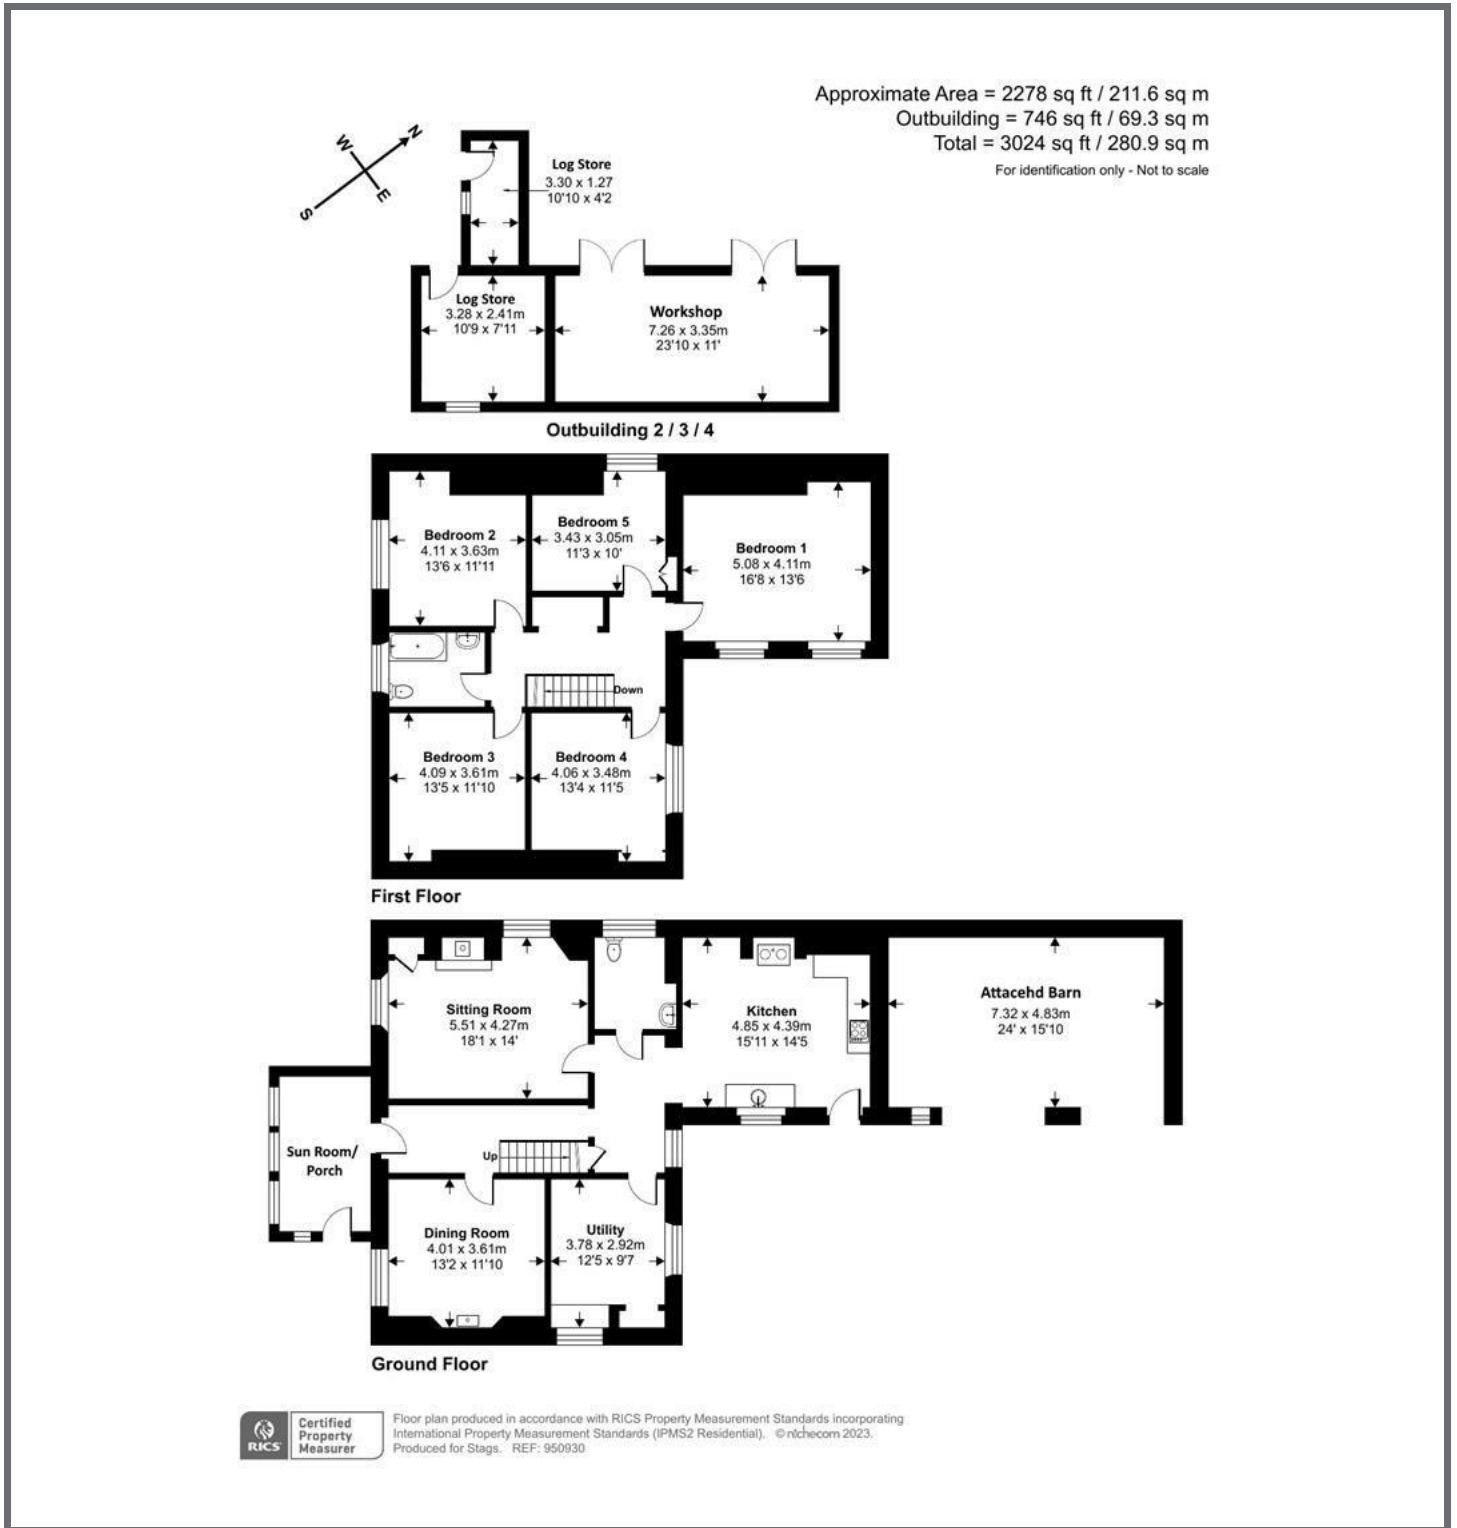 Approximate Area = 2278 sq ft / 211.6 sq m
Outbuilding = 746 sq ft / 69.3 sq m
Total = 3024 sq ft / 280.9 sq m
For identification only - Not to scale
N
W
E
S
Log Store
3.30 x 1.27
10'10 x 4'2
Log Store
3.28 x 2.41m
10'9 x 7'11
Workshop
7.26 x 3.35m
23'10 x 11'
Outbuilding 2 / 3 / 4
Bedroom 2
4.11 x 3.63m
13'6 x 11'11
Bedroom 5
3.43 x 3.05m
11'3 x 10'
Bedroom 1
5.08 x 4.11m
16'8 x 13'6
Down
Bedroom 3
4.09 x 3.61m
13'5 x 11'10
Bedroom 4
4.06 x 3.48m
13'4 x 11'5
First Floor
Sitting Room
5.51 x 4.27m
18'1 x 14'
Kitchen
4.85 x 4.39m
15'11 x 14'5
Attacehd Barn
7.32 x 4.83m
24' x 15'10
Sun Room/
Porch
Up
Dining Room
4.01 x 3.61m
13'2 x 11'10
Utility
3.78 x 2.92m
12'5 x 9'7
Ground Floor
RICS
Certified
Property
Measurer
Floor plan produced in accordance with RICS Property Measurement Standards incorporating
International Property Measurement Standards (IPMS2 Residential). © nichecom 2023.
Produced for Stags. REF: 950930